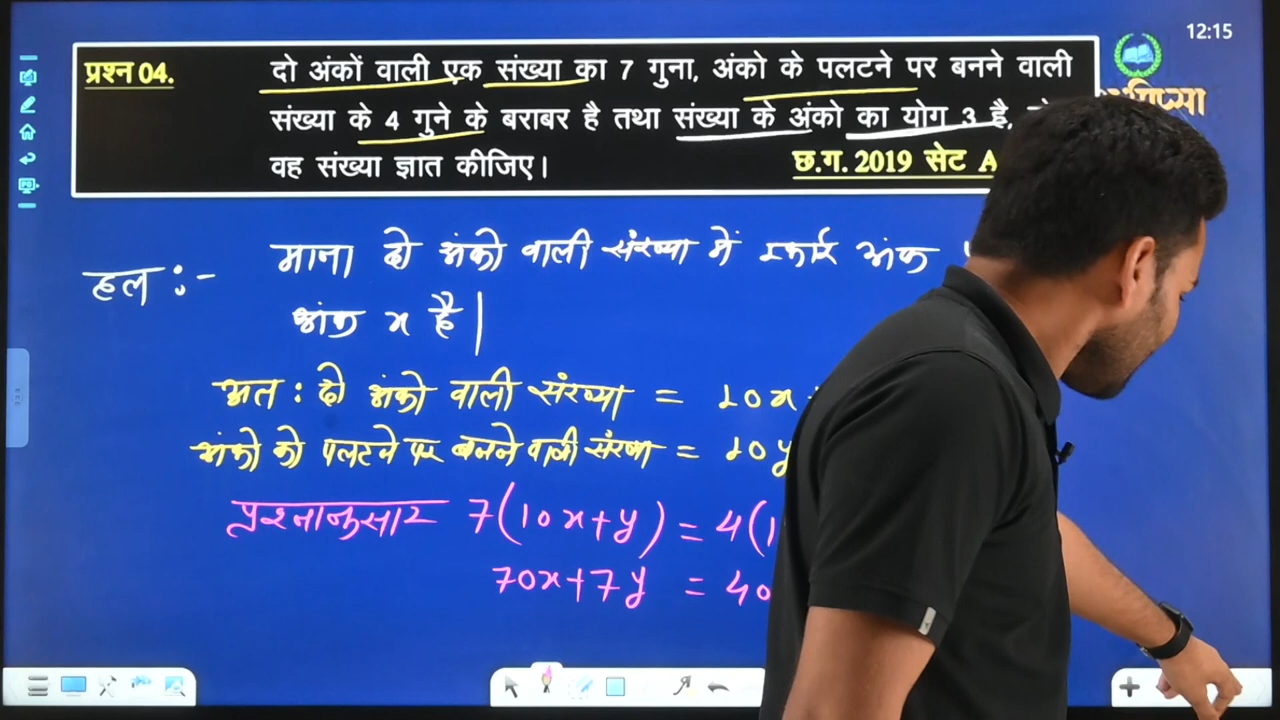 12:15
प्रश्न 04. दो अंकों वाली एक संख्या का 7 गुना, अंको के पलटने पर बनने वाली
संख्या के 4 गुने के बराबर है तथा संख्या के अंको का योग 3 है,
वह संख्या ज्ञात कीजिए।
छ.ग. 2019 सेट A
हल :- माना दो अंको वाली संख्या में इकाई अंक
अंक x है|
अत : दो अंको वाली संख्या = 10x
अंको को पलटने पर बनने वाली संख्या = 10y
प्रश्नानुसार 7(10x+y) = 4(1
70x+7y = 40